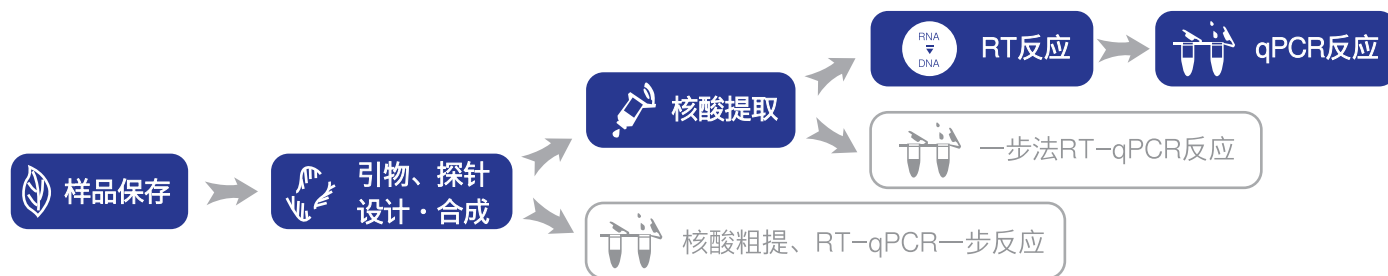 样品保存
引物、探针
设计·合成
核酸提取
RNA
DNA
RT反应
qPCR反应
一步法RT-qPCR反应
核酸粗提、RT-qPCR一步反应